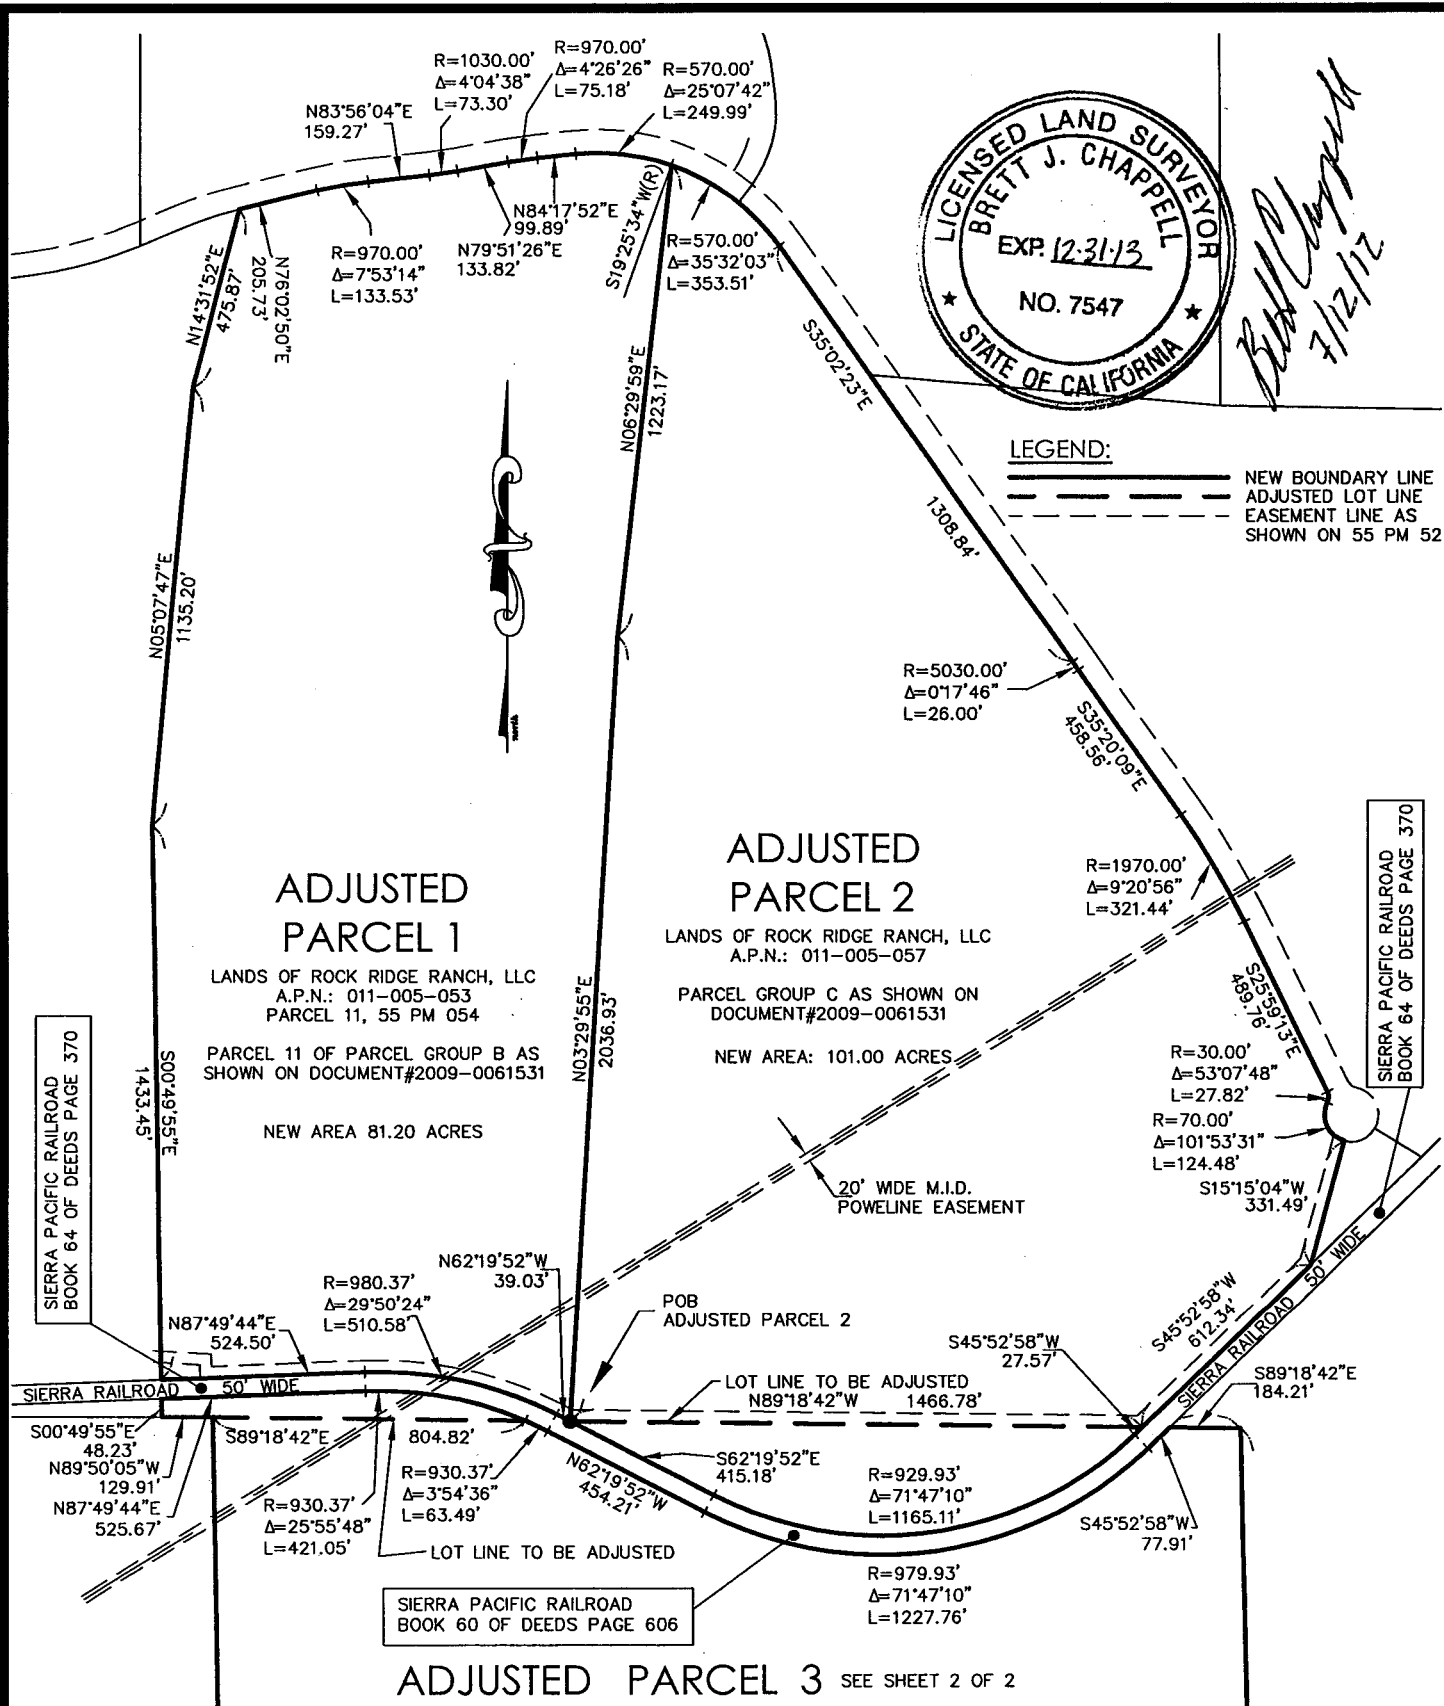 R=1030.00'
Δ=4°04'38"
L=73.30'
R=970.00'
Δ=4°26'26"
L=75.18'
R=570.00'
Δ=25°07'42"
L=249.99'
N83°56'04"E
159.27'
LICENSED LAND SURVEYOR
BRETT J. CHAPPELL
EXP. 12-31-13
NO. 7547
STATE OF CALIFORNIA
Brett Chappell
7/12/12
N14°31'52"E
475.87'
N76°02'50"E
205.73'
R=970.00'
Δ=7°53'14"
L=133.53'
N84°17'52"E
99.89'
N79°51'26"E
133.82'
S19°25'34"W(R)
R=570.00'
Δ=35°32'03"
L=353.51'
S35°02'23"E
1308.84'
N06°29'59"E
1223.17'
LEGEND:
NEW BOUNDARY LINE
ADJUSTED LOT LINE
EASEMENT LINE AS
SHOWN ON 55 PM 52
N05°07'47"E
1135.20'
north
R=5030.00'
Δ=0°17'46"
L=26.00'
S35°20'09"E
458.56'
ADJUSTED
PARCEL 1
LANDS OF ROCK RIDGE RANCH, LLC
A.P.N.: 011-005-053
PARCEL 11, 55 PM 054
PARCEL 11 OF PARCEL GROUP B AS
SHOWN ON DOCUMENT#2009-0061531
NEW AREA 81.20 ACRES
ADJUSTED
PARCEL 2
LANDS OF ROCK RIDGE RANCH, LLC
A.P.N.: 011-005-057
PARCEL GROUP C AS SHOWN ON
DOCUMENT#2009-0061531
NEW AREA: 101.00 ACRES
R=1970.00'
Δ=9°20'56"
L=321.44'
SIERRA PACIFIC RAILROAD
BOOK 64 OF DEEDS PAGE 370
S25°59'13"E
489.76'
N03°29'55"E
2036.93'
R=30.00'
Δ=53°07'48"
L=27.82'
R=70.00'
Δ=101°53'31"
L=124.48'
S15°15'04"W
331.49'
SIERRA PACIFIC RAILROAD
BOOK 64 OF DEEDS PAGE 370
S00°49'55"E
1433.45'
20' WIDE M.I.D.
POWELINE EASEMENT
N62°19'52"W
39.03'
R=980.37'
Δ=29°50'24"
L=510.58'
N87°49'44"E
524.50'
POB
ADJUSTED PARCEL 2
S45°52'58"W
27.57'
S45°52'58"W
612.34'
SIERRA RAILROAD 50' WIDE
S89°18'42"E
184.21'
SIERRA RAILROAD 50' WIDE
LOT LINE TO BE ADJUSTED
N89°18'42"W 1466.78'
S00°49'55"E
48.23'
N89°50'05"W
129.91'
N87°49'44"E
525.67'
S89°18'42"E 804.82'
R=930.37'
Δ=25°55'48"
L=421.05'
R=930.37'
Δ=3°54'36"
L=63.49'
N62°19'52"W
454.21'
S62°19'52"E
415.18'
R=929.93'
Δ=71°47'10"
L=1165.11'
S45°52'58"W
77.91'
LOT LINE TO BE ADJUSTED
R=979.93'
Δ=71°47'10"
L=1227.76'
SIERRA PACIFIC RAILROAD
BOOK 60 OF DEEDS PAGE 606
ADJUSTED PARCEL 3 SEE SHEET 2 OF 2